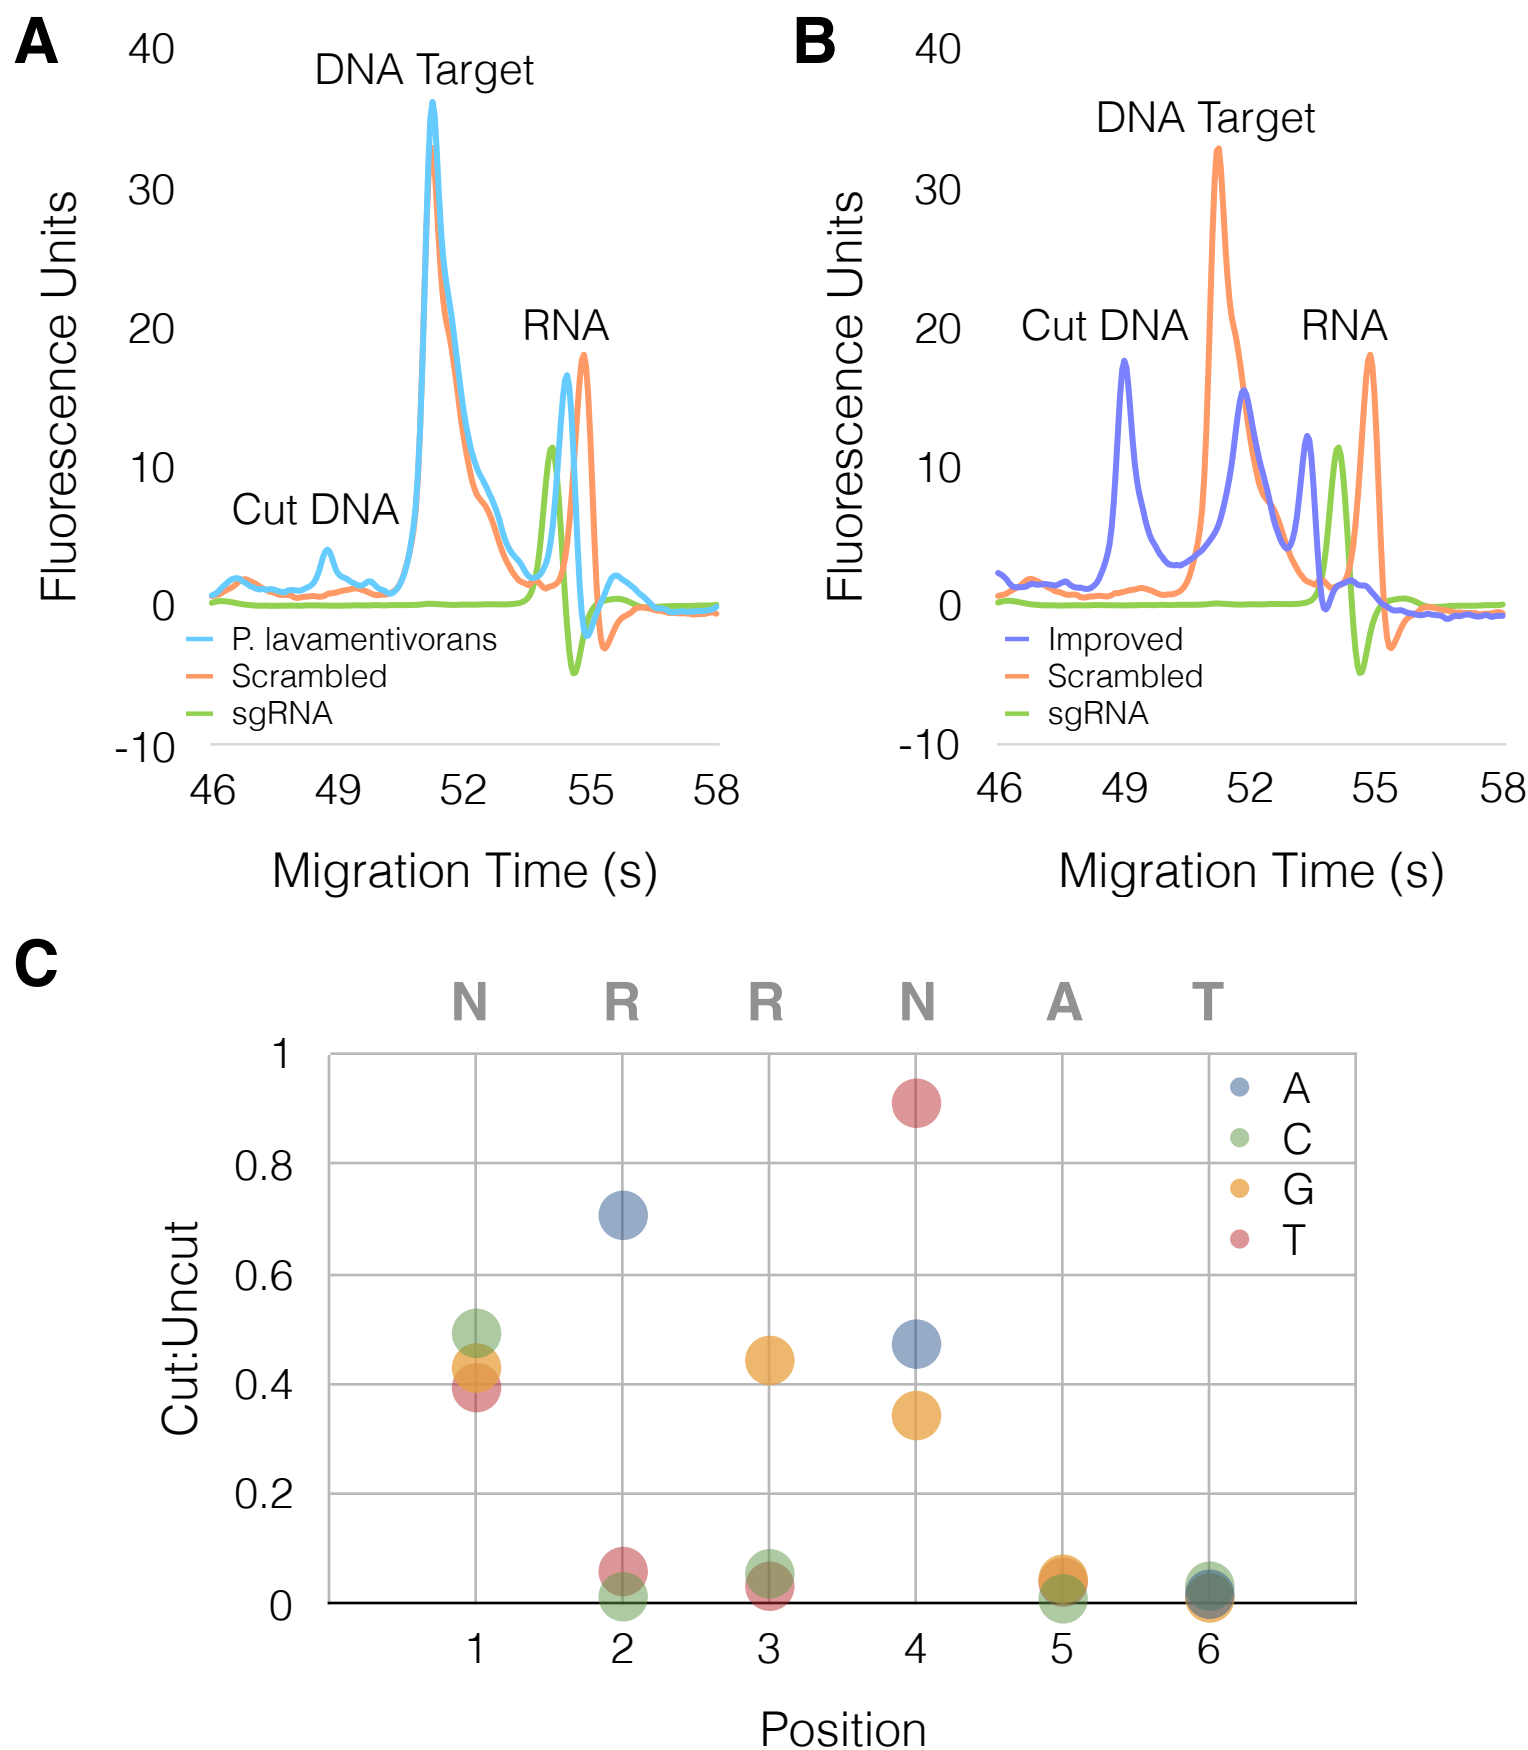 A
40
DNA Target
30
20
RNA
10
Cut DNA
0
-10
Fluorescence Units
P. lavamentivorans
Scrambled
sgRNA
46 49 52 55 58
Migration Time (s)
B
40
DNA Target
30
20
Cut DNA RNA
10
0
-10
Fluorescence Units
Improved
Scrambled
sgRNA
46 49 52 55 58
Migration Time (s)
C
N R R N A T
1
0.8
0.6
0.4
0.2
0
Cut:Uncut
A
C
G
T
1 2 3 4 5 6
Position